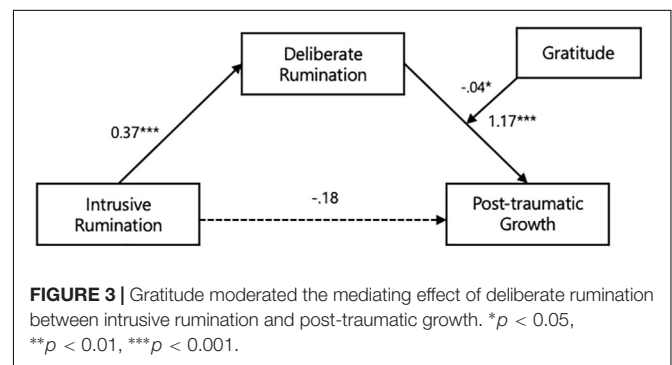 Deliberate
Rumination
Gratitude
-.04*
0.37***
1.17***
Intrusive
Rumination
-.18
Post-traumatic
Growth
FIGURE 3 | Gratitude moderated the mediating effect of deliberate rumination
between intrusive rumination and post-traumatic growth. *p < 0.05,
**p < 0.01, ***p < 0.001.